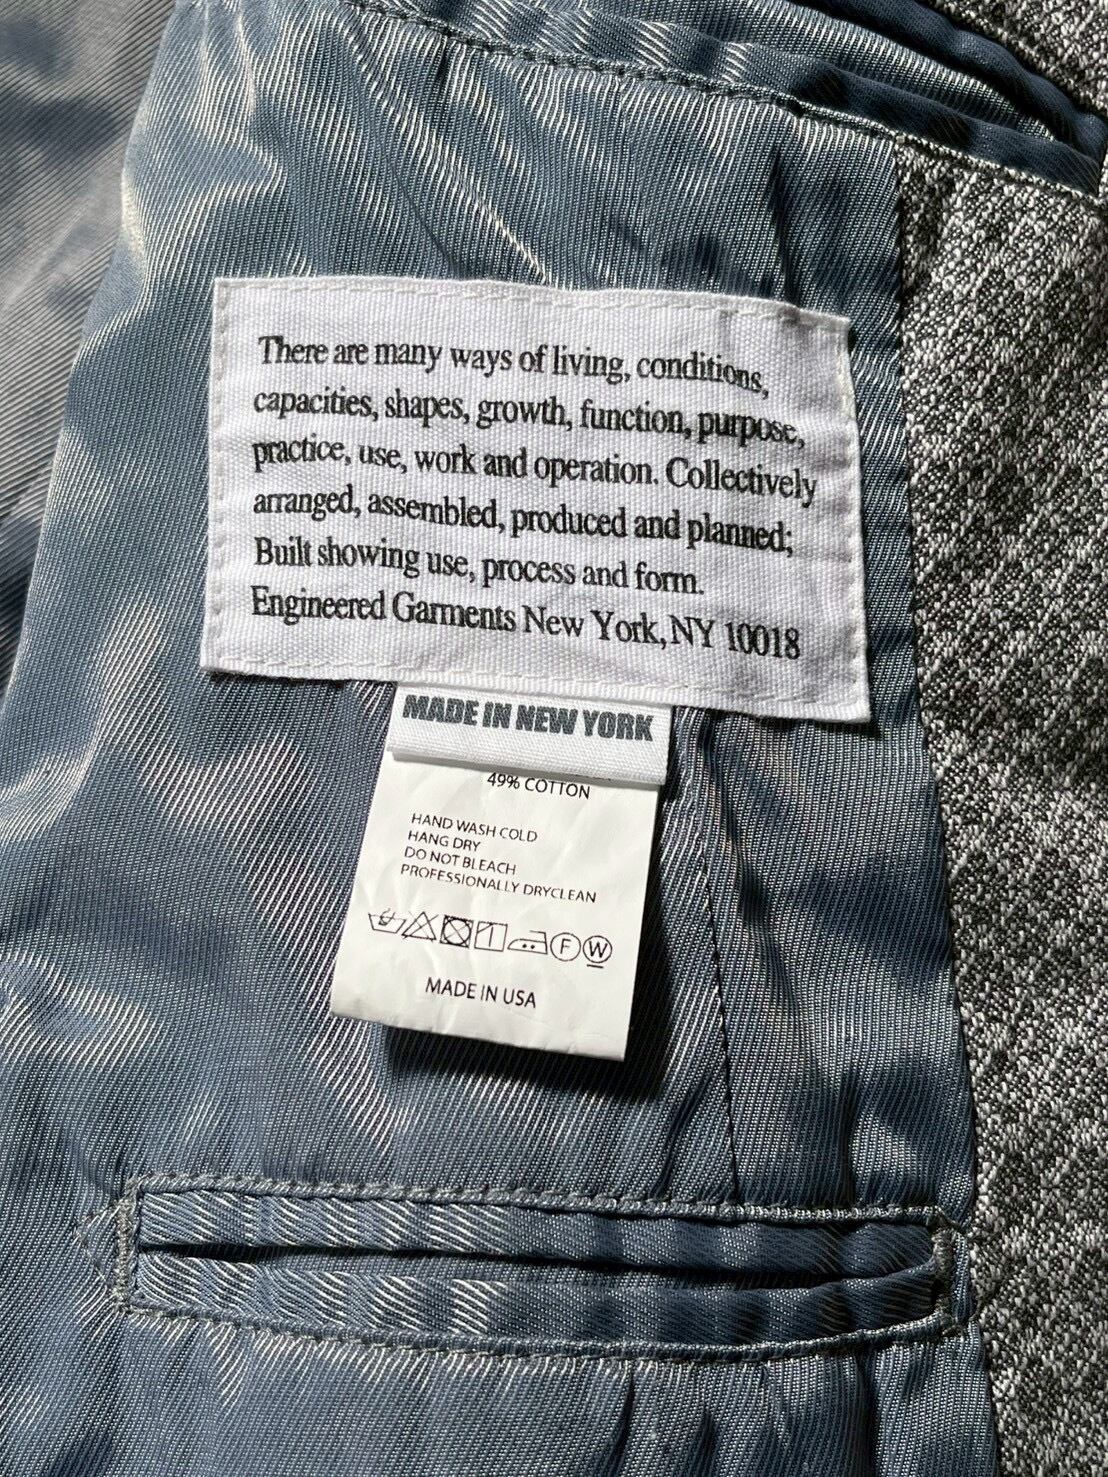 There are many ways of living, conditions,
capacities, shapes, growth, function, purpose,
practice, use, work and operation. Collectively
arranged, assembled, produced and planned;
Built showing use, process and form.
Engineered Garments New York, NY 10018
MADE IN NEW YORK
49% COTTON
HAND WASH COLD
HANG DRY
DO NOT BLEACH
PROFESSIONALLY DRYCLEAN
F W
MADE IN USA